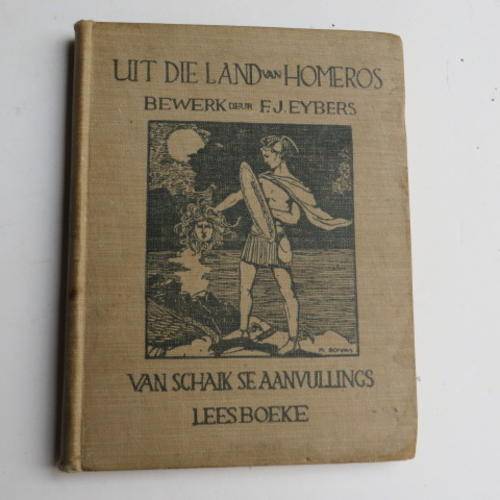 UIT DIE LAND VAN HOMEROS
BEWERK DEUR F.J. EYBERS
VAN SCHAIK SE AANVULLINGS
LEESBOEKE